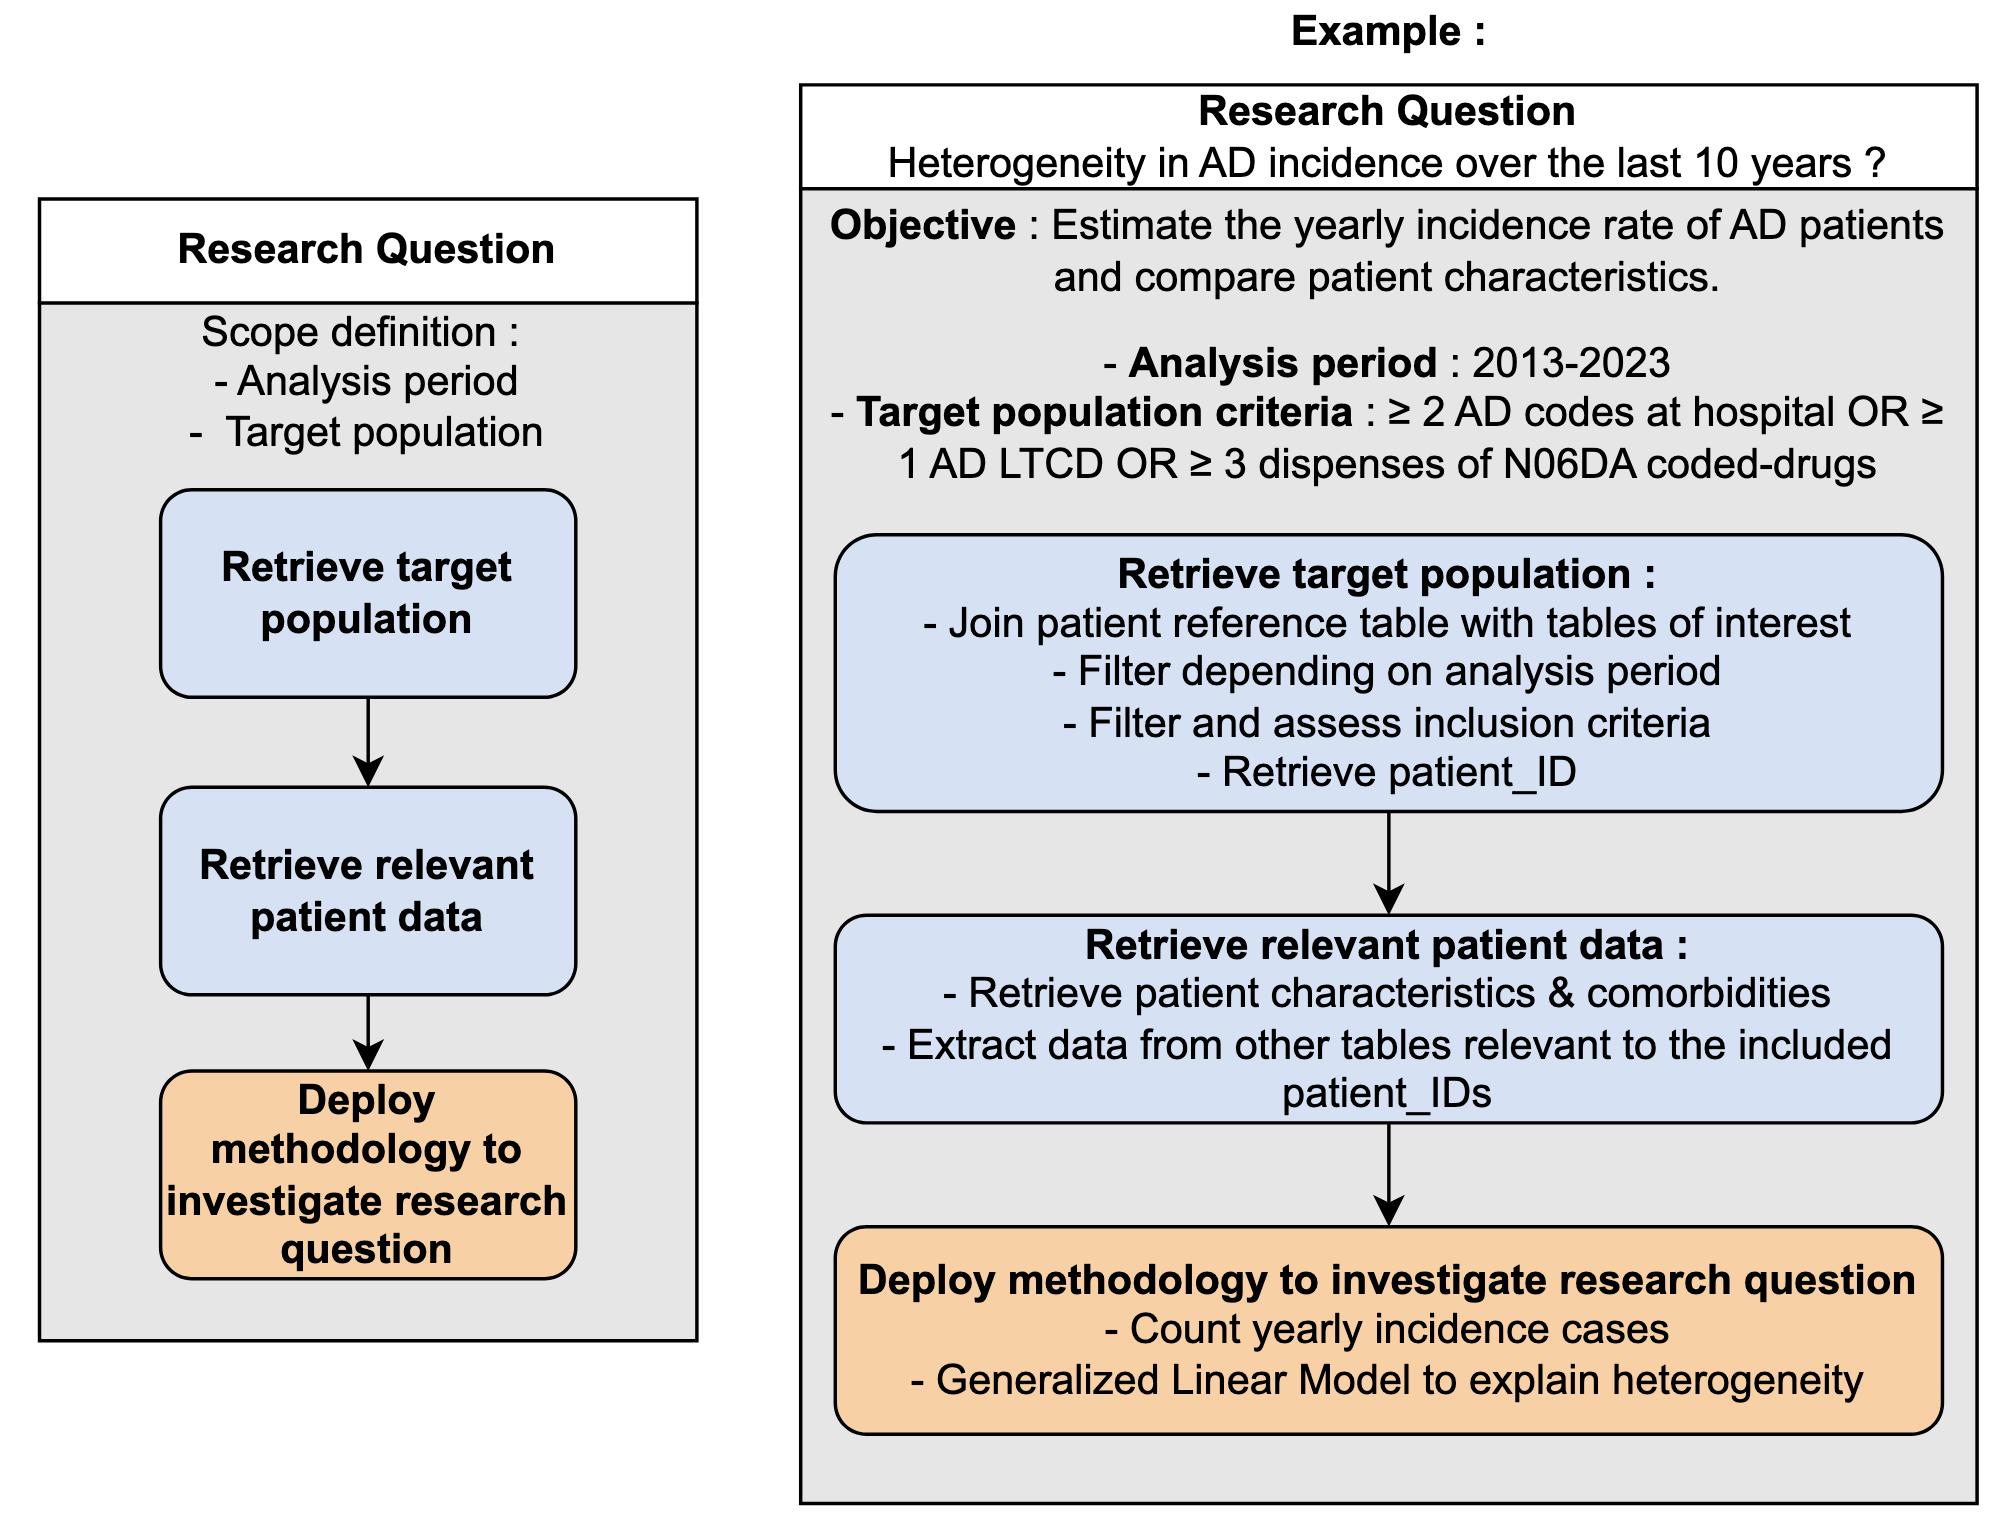 Research Question
Scope definition :
- Analysis period
- Target population
Retrieve target
population
Retrieve relevant
patient data
Deploy
methodology to
investigate research
question
Example :
Research Question
Heterogeneity in AD incidence over the last 10 years ?
Objective : Estimate the yearly incidence rate of AD patients
and compare patient characteristics.
- Analysis period : 2013-2023
- Target population criteria : ≥ 2 AD codes at hospital OR ≥
1 AD LTCD OR ≥ 3 dispenses of N06DA coded-drugs
Retrieve target population :
- Join patient reference table with tables of interest
- Filter depending on analysis period
- Filter and assess inclusion criteria
- Retrieve patient_ID
Retrieve relevant patient data :
- Retrieve patient characteristics & comorbidities
- Extract data from other tables relevant to the included
patient_IDs
Deploy methodology to investigate research question
- Count yearly incidence cases
- Generalized Linear Model to explain heterogeneity